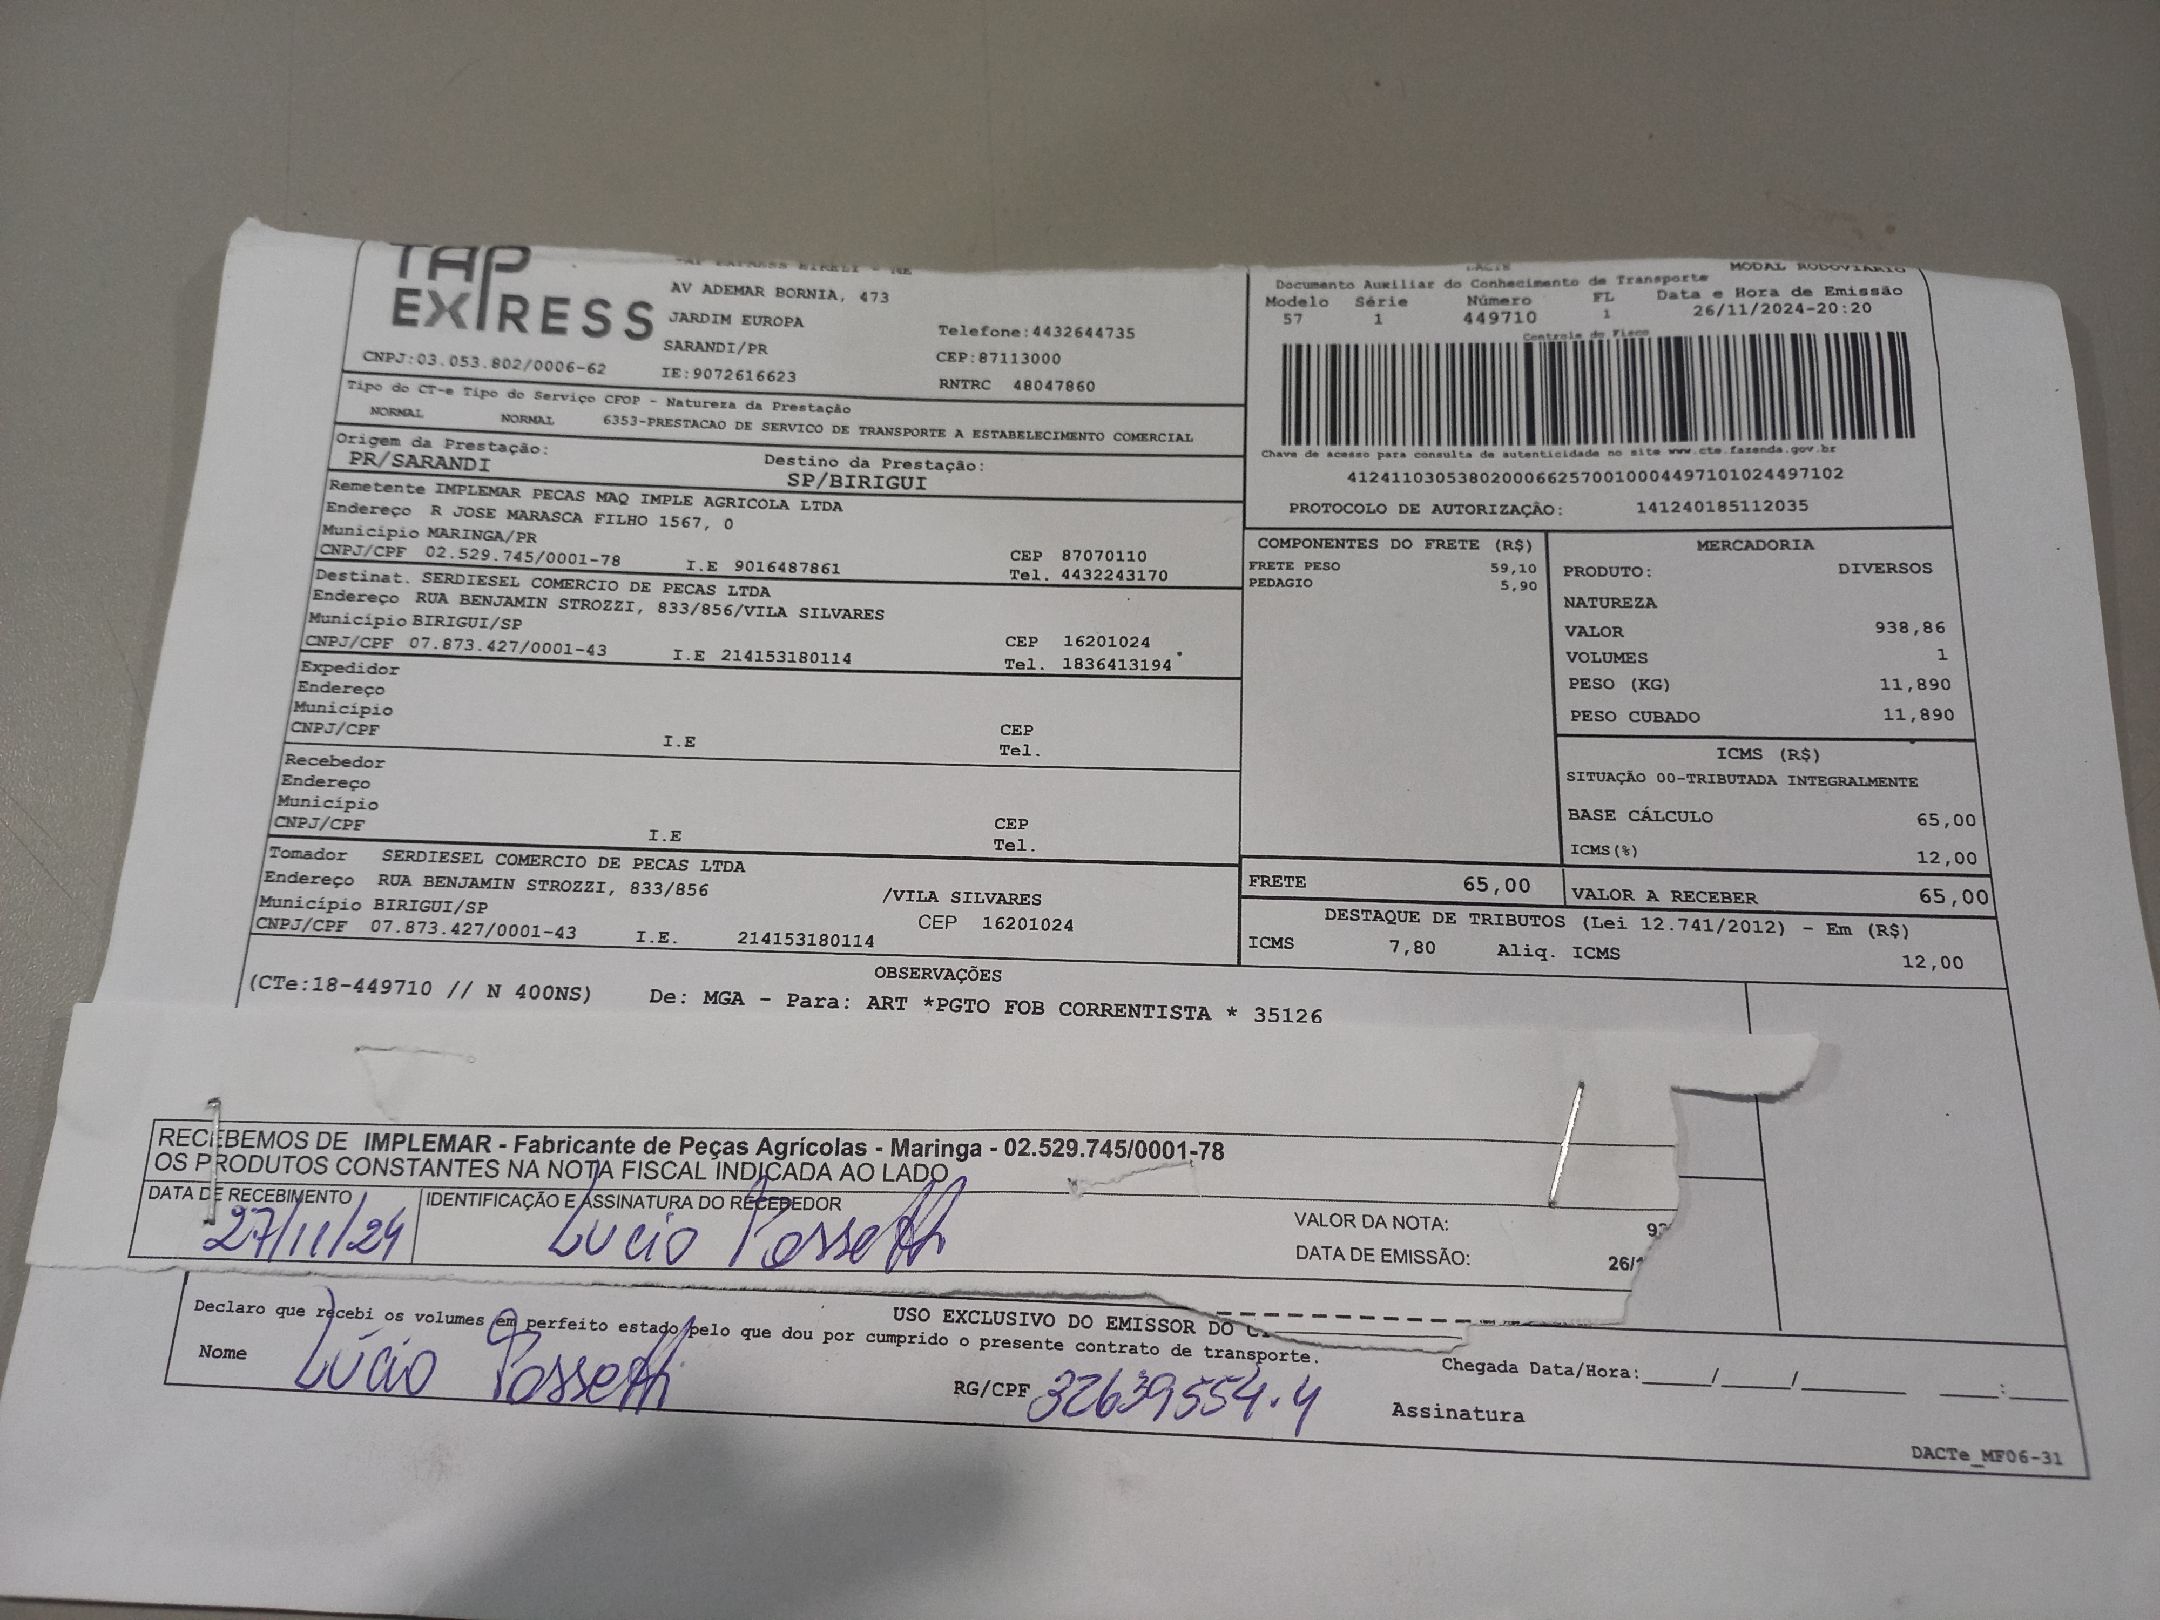 TAP
EXPRESS
AV ADEMAR BORNIA, 473
JARDIM EUROPA
SARANDI/PR
Telefone:4432644735
CEP:87113000
CNPJ:03.053.802/0006-62
IE:9072616623
RNTRC 48047860
MODAL RODOVIÁRIO
Documento Auxiliar do Conhecimento de Transporte
Modelo Série Número FL Data e Hora de Emissão
57 1 449710 1 26/11/2024-20:20
Controle do Fisco
Chave de acesso para consulta de autenticidade no site www.cte.fazenda.gov.br
41241103053802000662570010004497101024497102
PROTOCOLO DE AUTORIZAÇÃO: 141240185112035
Tipo do CT-e Tipo do Serviço CFOP - Natureza da Prestação
NORMAL NORMAL 6353-PRESTACAO DE SERVICO DE TRANSPORTE A ESTABELECIMENTO COMERCIAL
Origem da Prestação: Destino da Prestação:
PR/SARANDI SP/BIRIGUI
Remetente IMPLEMAR PECAS MAQ IMPLE AGRICOLA LTDA
Endereço R JOSE MARASCA FILHO 1567, 0
Município MARINGA/PR
CNPJ/CPF 02.529.745/0001-78 I.E 9016487861
CEP 87070110
Tel. 4432243170
Destinat. SERDIESEL COMERCIO DE PECAS LTDA
Endereço RUA BENJAMIN STROZZI, 833/856/VILA SILVARES
Município BIRIGUI/SP
CNPJ/CPF 07.873.427/0001-43 I.E 214153180114
CEP 16201024
Tel. 1836413194
Expedidor
Endereço
Município
CNPJ/CPF I.E
CEP
Tel.
Recebedor
Endereço
Município
CNPJ/CPF I.E
CEP
Tel.
Tomador SERDIESEL COMERCIO DE PECAS LTDA
Endereço RUA BENJAMIN STROZZI, 833/856 /VILA SILVARES
Município BIRIGUI/SP CEP 16201024
CNPJ/CPF 07.873.427/0001-43 I.E. 214153180114
COMPONENTES DO FRETE (R$)
FRETE PESO 59,10
PEDAGIO 5,90
MERCADORIA
PRODUTO: DIVERSOS
NATUREZA
VALOR 938,86
VOLUMES 1
PESO (KG) 11,890
PESO CUBADO 11,890
ICMS (R$)
SITUAÇÃO 00-TRIBUTADA INTEGRALMENTE
BASE CÁLCULO 65,00
ICMS(%) 12,00
FRETE 65,00 VALOR A RECEBER 65,00
DESTAQUE DE TRIBUTOS (Lei 12.741/2012) - Em (R$)
ICMS 7,80 Aliq. ICMS 12,00
OBSERVAÇÕES
(CTe:18-449710 // N 400NS) De: MGA - Para: ART *PGTO FOB CORRENTISTA * 35126
RECEBEMOS DE IMPLEMAR - Fabricante de Peças Agrícolas - Maringa - 02.529.745/0001-78
OS PRODUTOS CONSTANTES NA NOTA FISCAL INDICADA AO LADO
DATA DE RECEBIMENTO IDENTIFICAÇÃO E ASSINATURA DO RECEBEDOR
27/11/24 Lucio Possetti
VALOR DA NOTA: 93
DATA DE EMISSÃO: 26/1
USO EXCLUSIVO DO EMISSOR DO
Declaro que recebi os volumes em perfeito estado pelo que dou por cumprido o presente contrato de transporte.
Nome Lúcio Possetti RG/CPF 32639554.4
Chegada Data/Hora:____/____/______ ___:___
Assinatura
DACTe_MF06-31